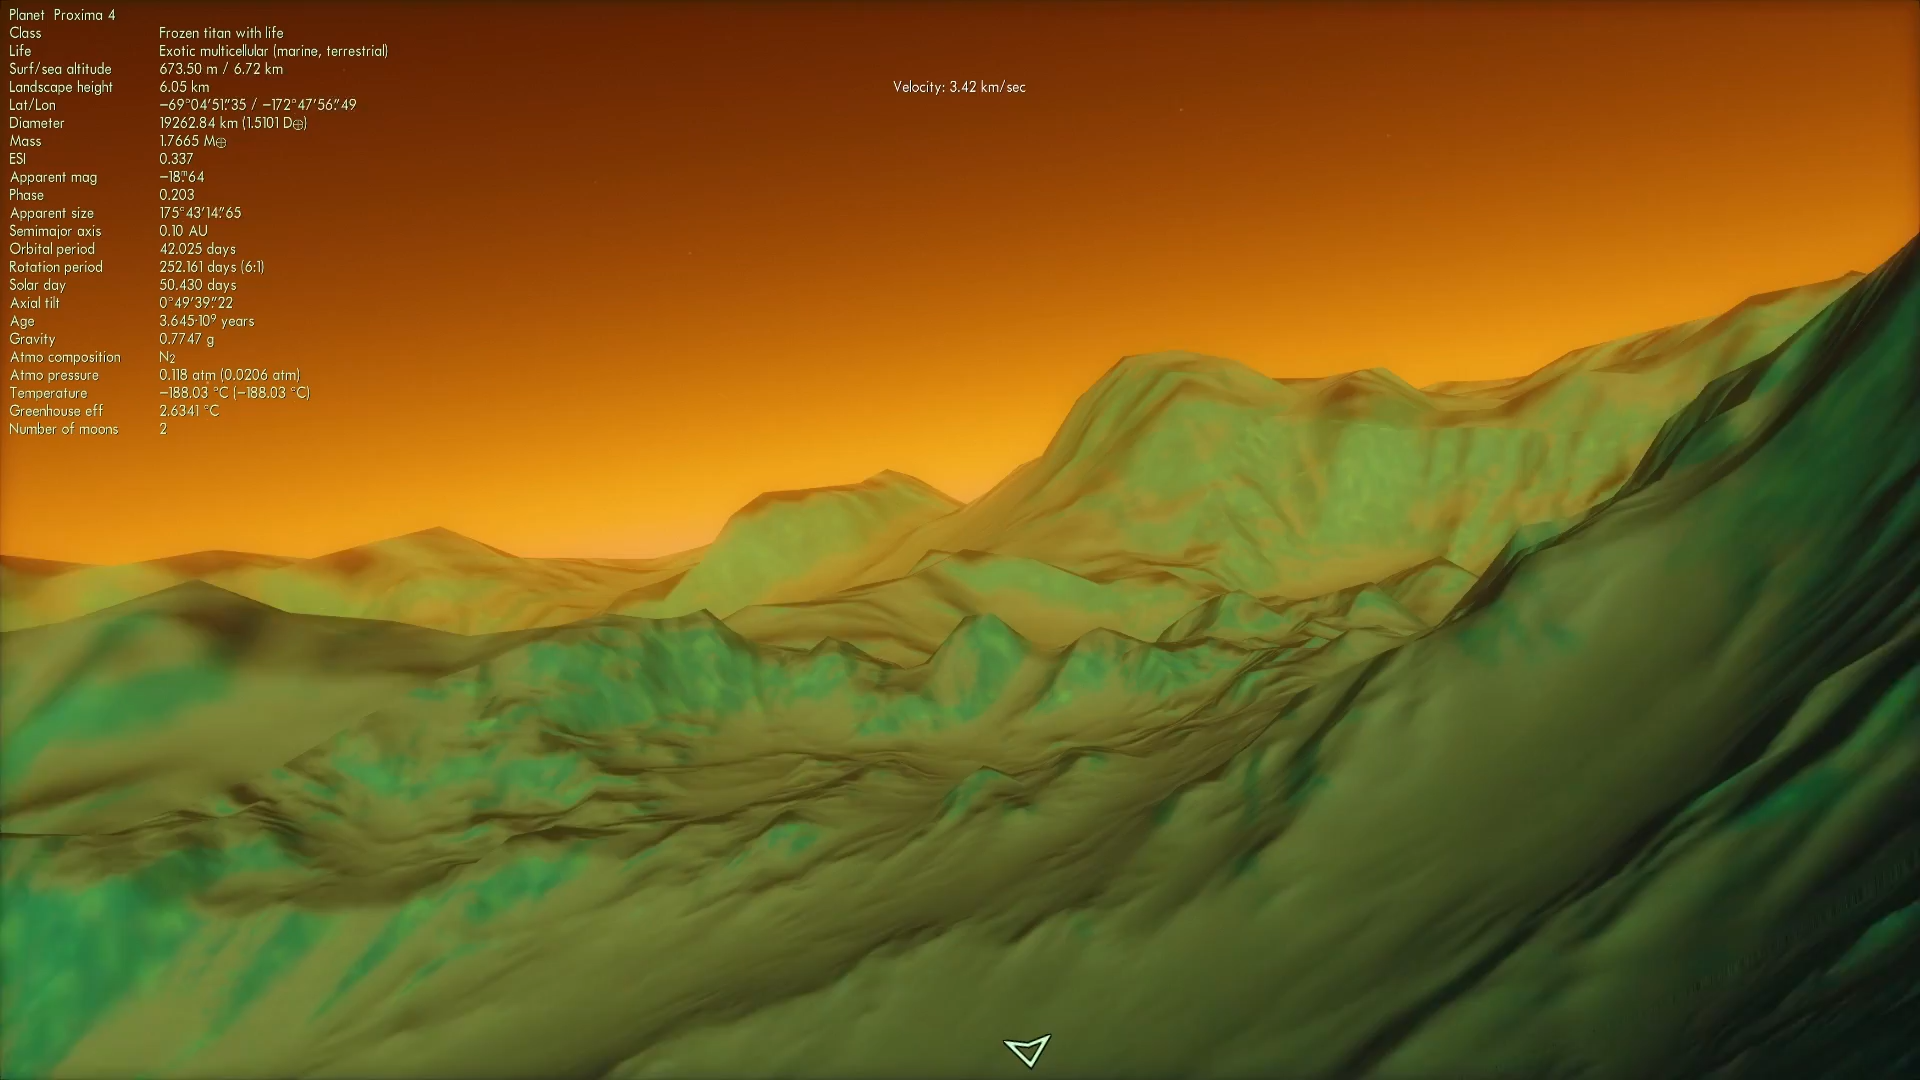 Planet Proxima 4
Class Frozen titan with life
Life Exotic multicellular (marine, terrestrial)
Surf/sea altitude 673.50 m / 6.72 km
Landscape height 6.05 km
Velocity: 3.42 km/sec
Lat/Lon −69°04′51.″35 / −172°47′56.″49
Diameter 19262.84 km (1.5101 D⊕)
Mass 1.7665 M⊕
ESI 0.337
Apparent mag −18.ᵐ64
Phase 0.203
Apparent size 175°43′14.″65
Semimajor axis 0.10 AU
Orbital period 42.025 days
Rotation period 252.161 days (6:1)
Solar day 50.430 days
Axial tilt 0°49′39.″22
Age 3.645·10⁹ years
Gravity 0.7747 g
Atmo composition N₂
Atmo pressure 0.118 atm (0.0206 atm)
Temperature −188.03 °C (−188.03 °C)
Greenhouse eff 2.6341 °C
Number of moons 2